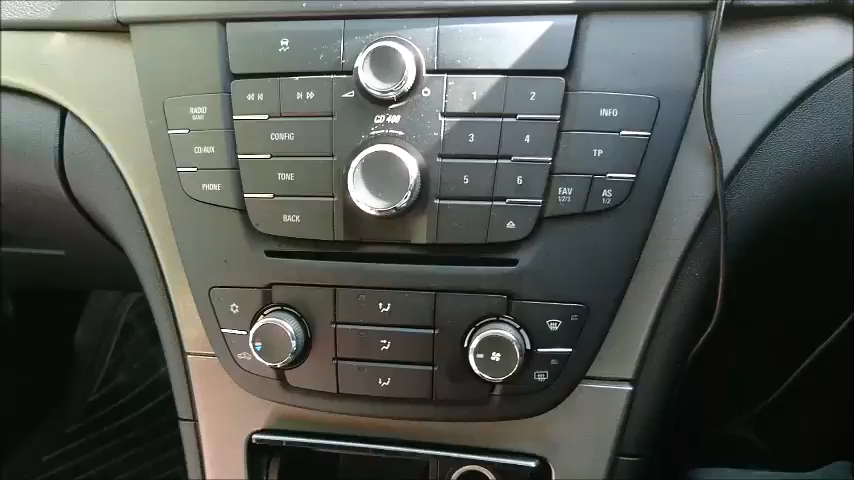 RADIO
BAND
CD/AUX
PHONE
CONFIG
TONE
BACK
CD 400
1
2
3
4
5
6
INFO
TP
FAV
1/2/3
AS
1/2